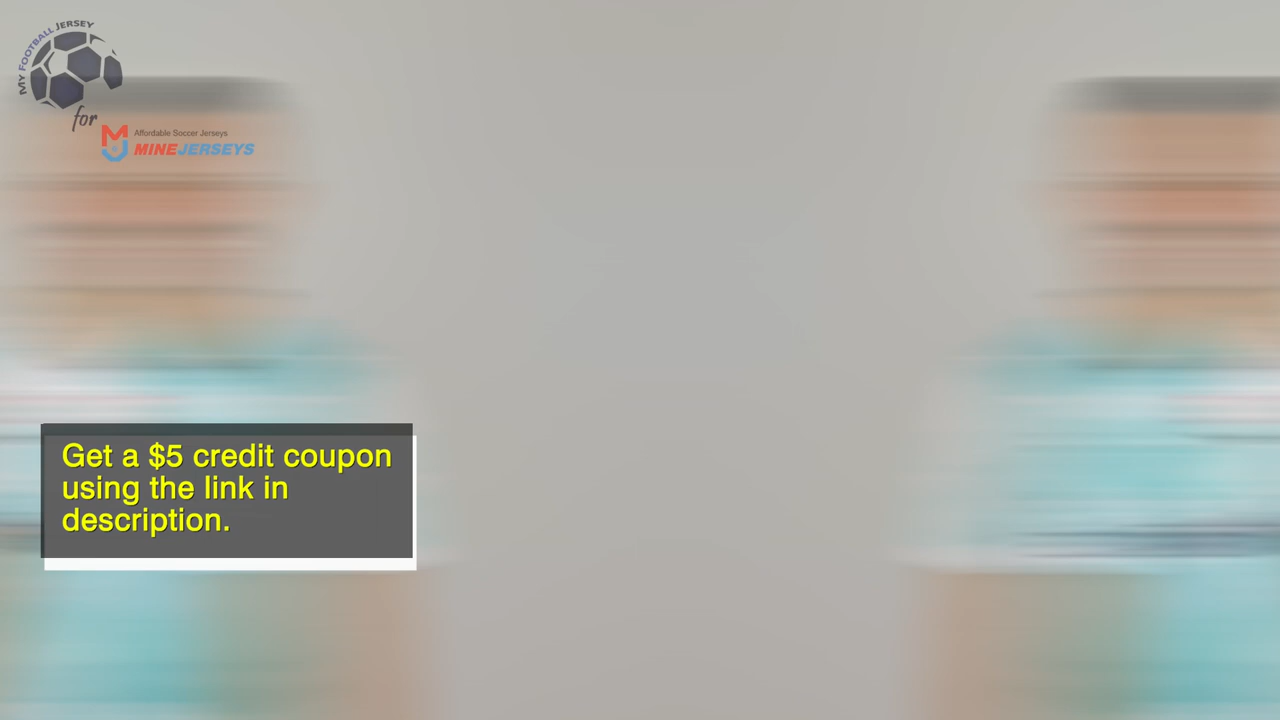 MY FOOTBALL JERSEY
for
Affordable Soccer Jerseys
MINEJERSEYS
Get a $5 credit coupon
using the link in
description.